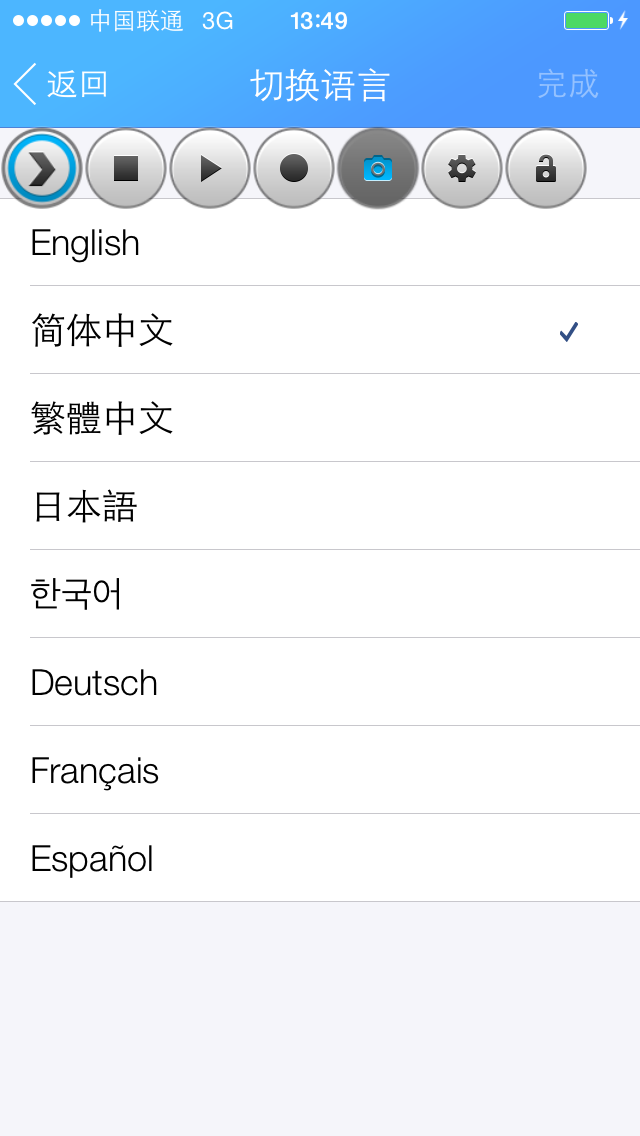 中国联通 3G 13:49
返回 切换语言 完成
English
简体中文
繁體中文
日本語
한국어
Deutsch
Français
Español